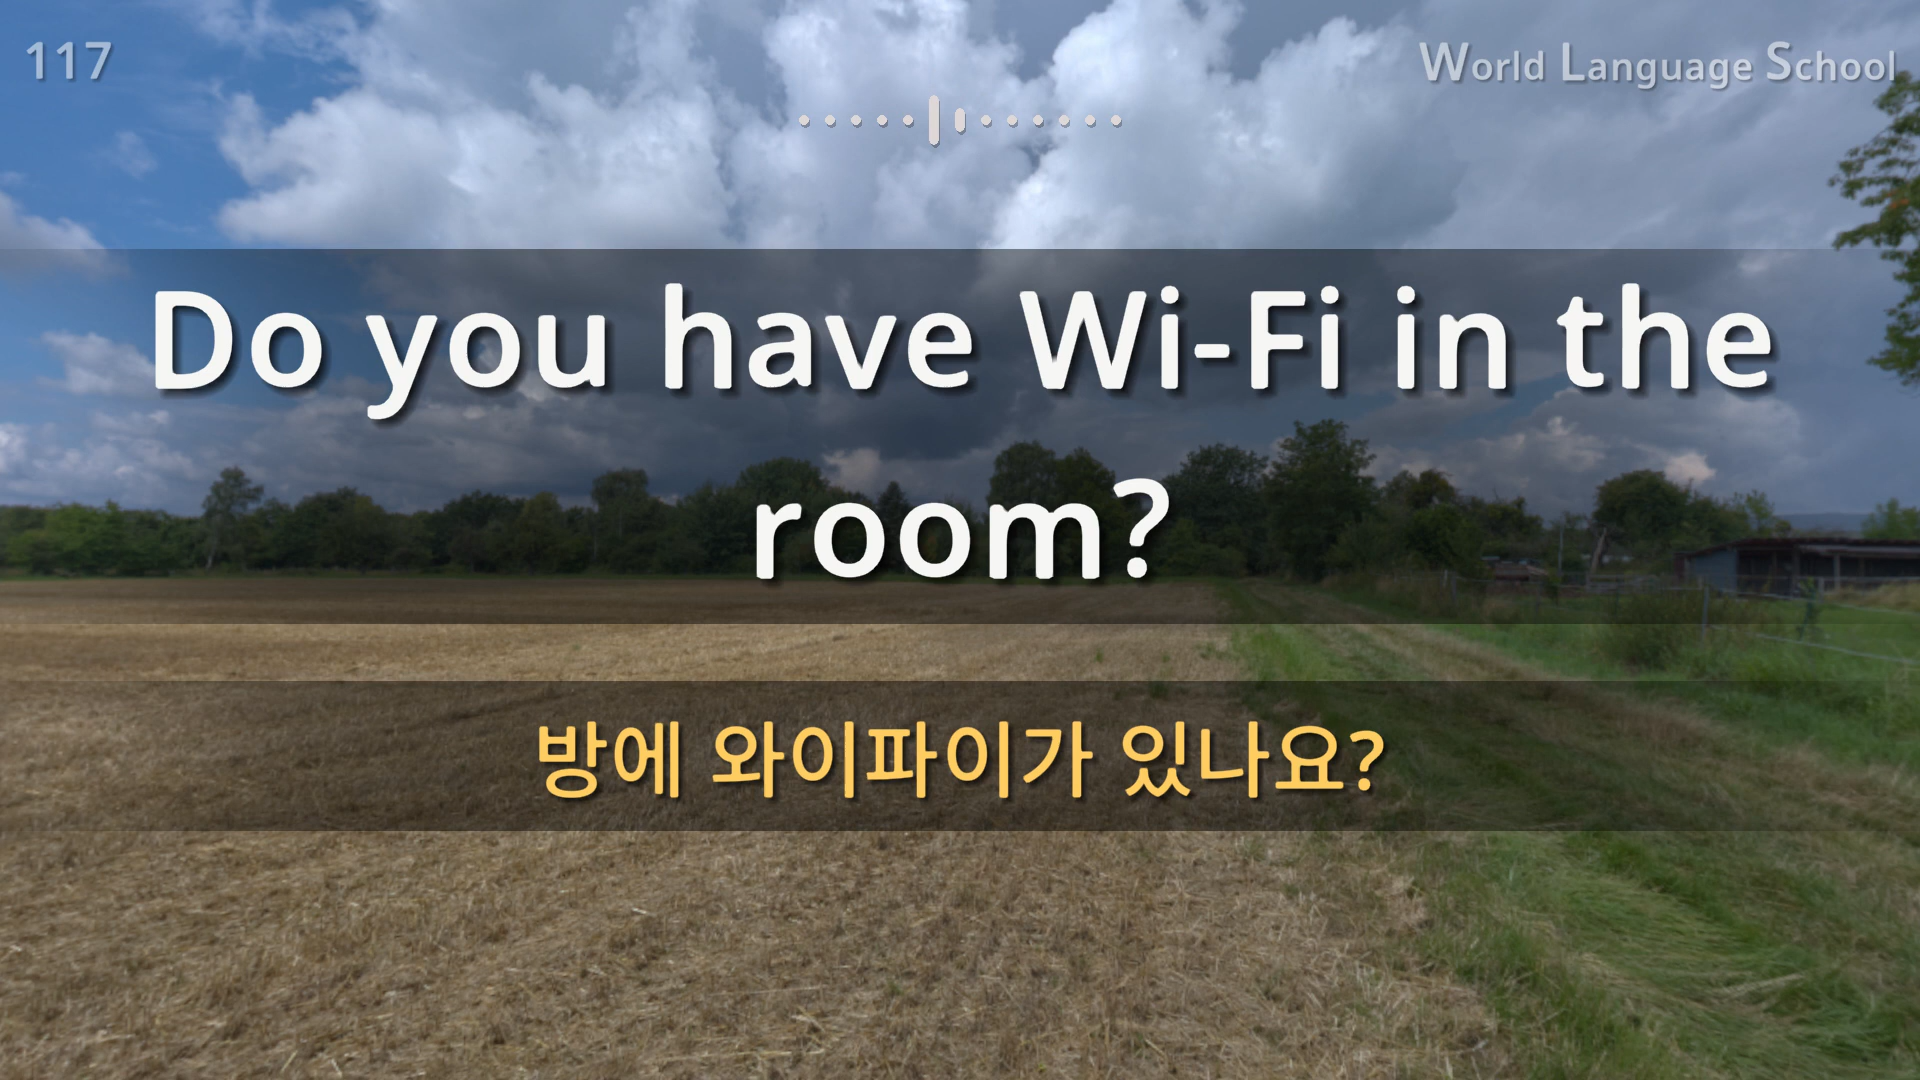 117
World Language School
Do you have Wi-Fi in the
room?
방에 와이파이가 있나요?